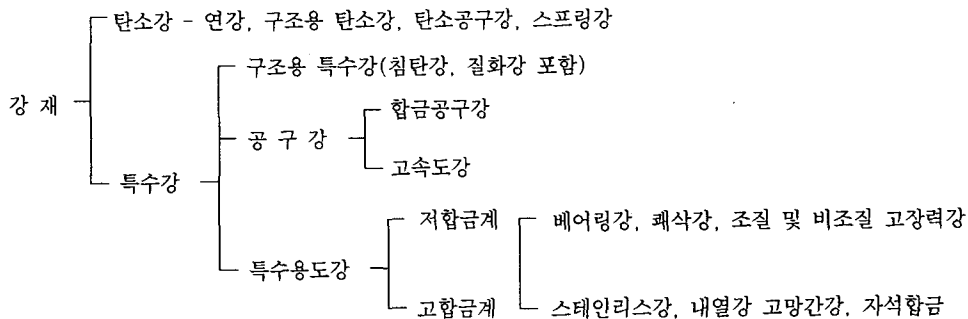 탄소강 - 연강, 구조용 탄소강, 탄소공구강, 스프링강
구조용 특수강(침탄강, 질화강 포함)
강 재
합금공구강
공 구 강
고속도강
특수강
저합금계 베어링강, 쾌삭강, 조질 및 비조질 고장력강
특수용도강
고합금계 스테인리스강, 내열강 고망간강, 자석합금